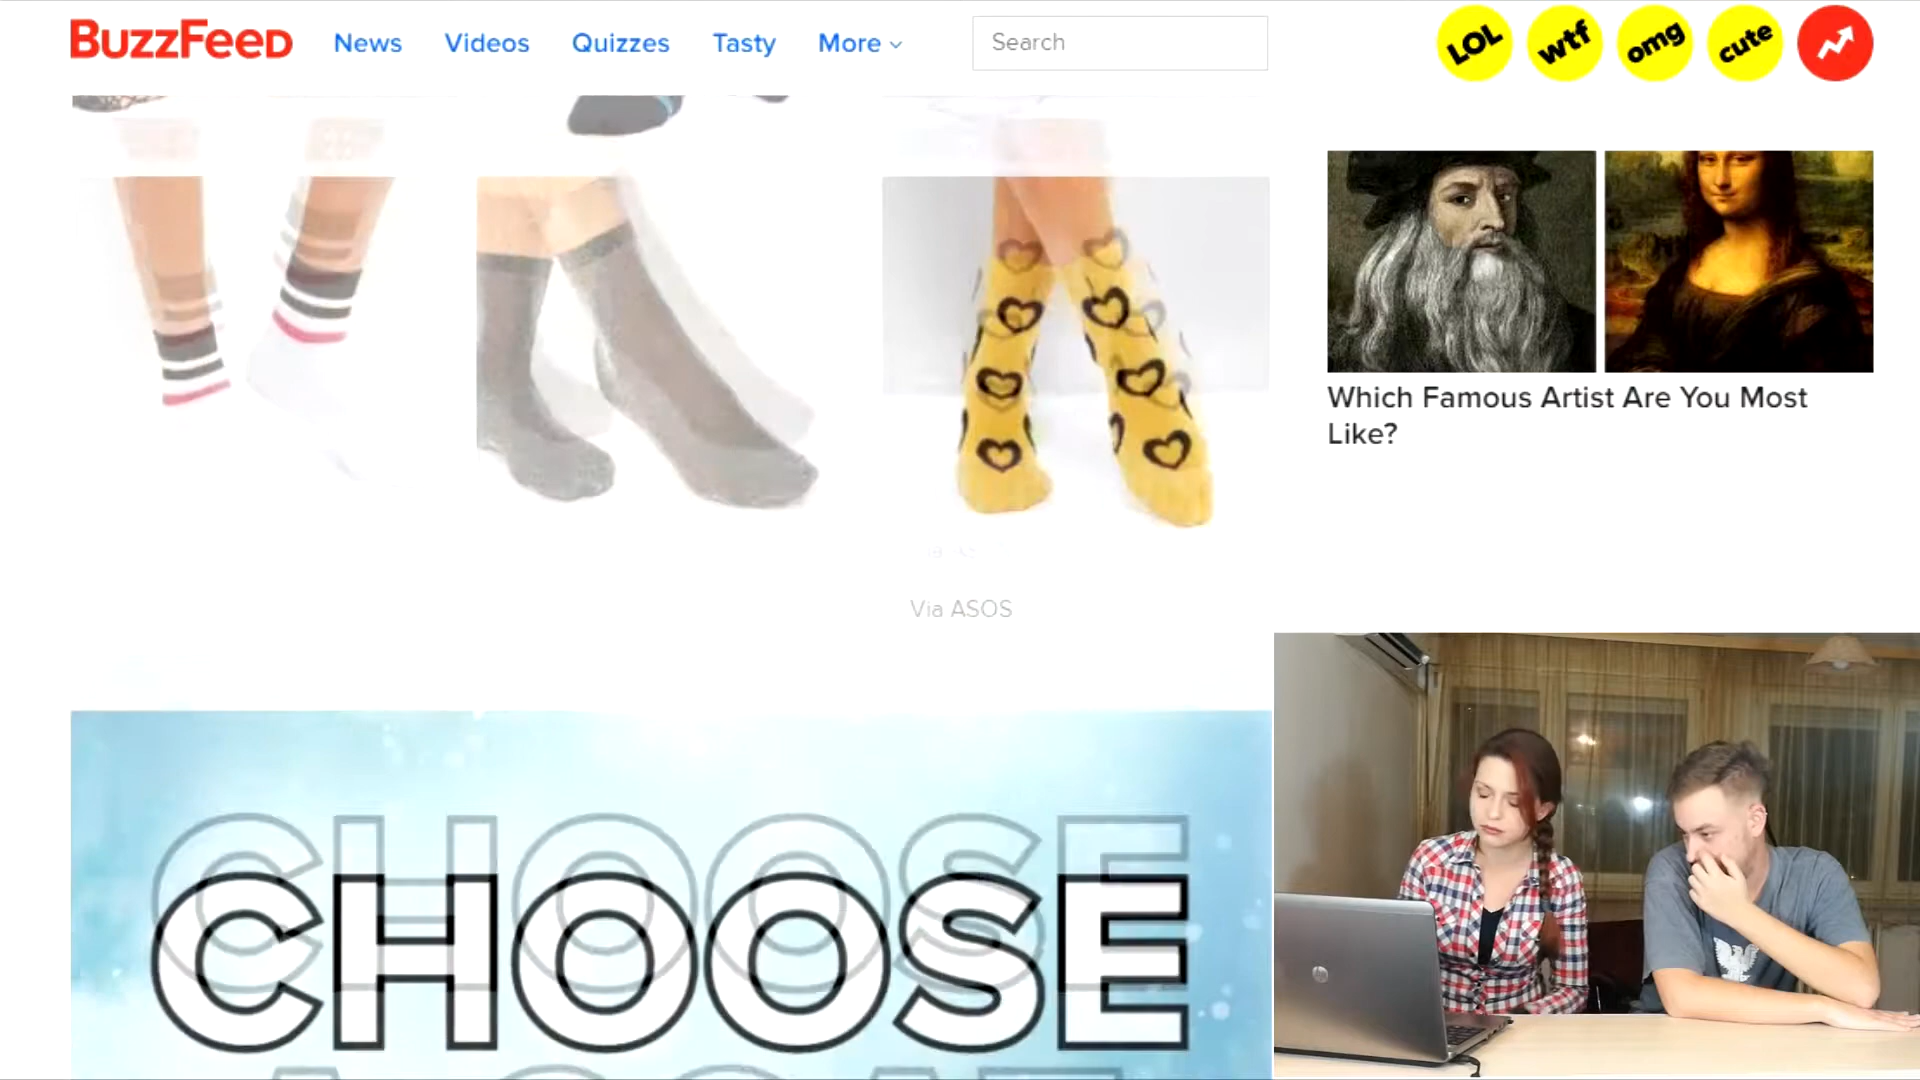 BuzzFeed News Videos Quizzes Tasty More Search LOL wtf omg cute
Which Famous Artist Are You Most
Like?
Via ASOS
CHOOSE